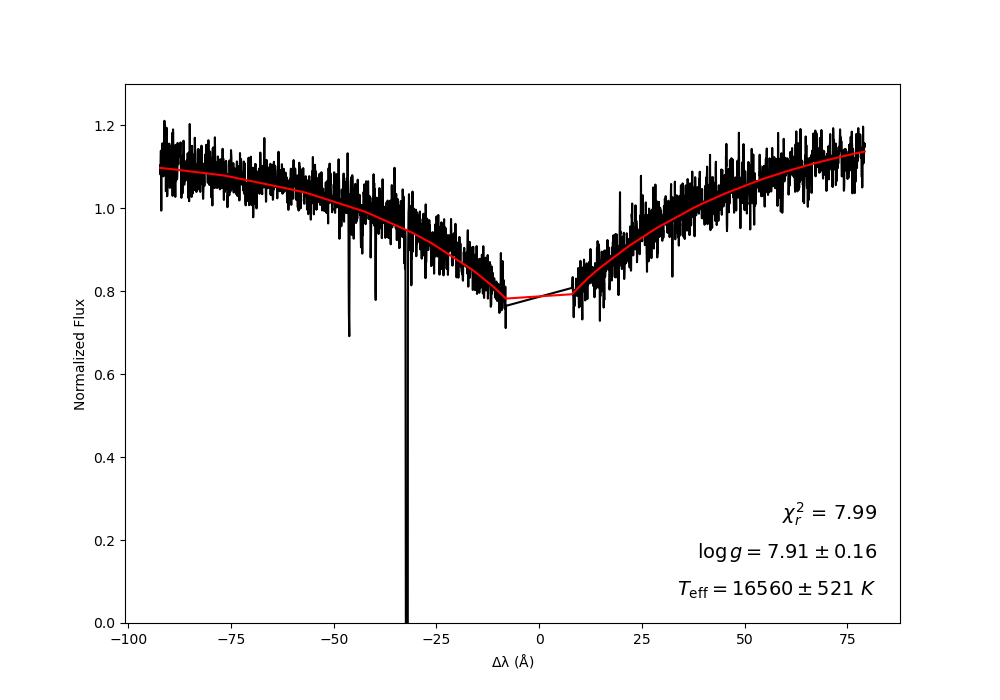 1.2
1.0
0.8
0.6
0.4
0.2
0.0
Normalized Flux
χ²ᵣ = 7.99
log g = 7.91 ± 0.16
T_eff = 16560 ± 521 K
−100 −75 −50 −25 0 25 50 75
Δλ (Å)